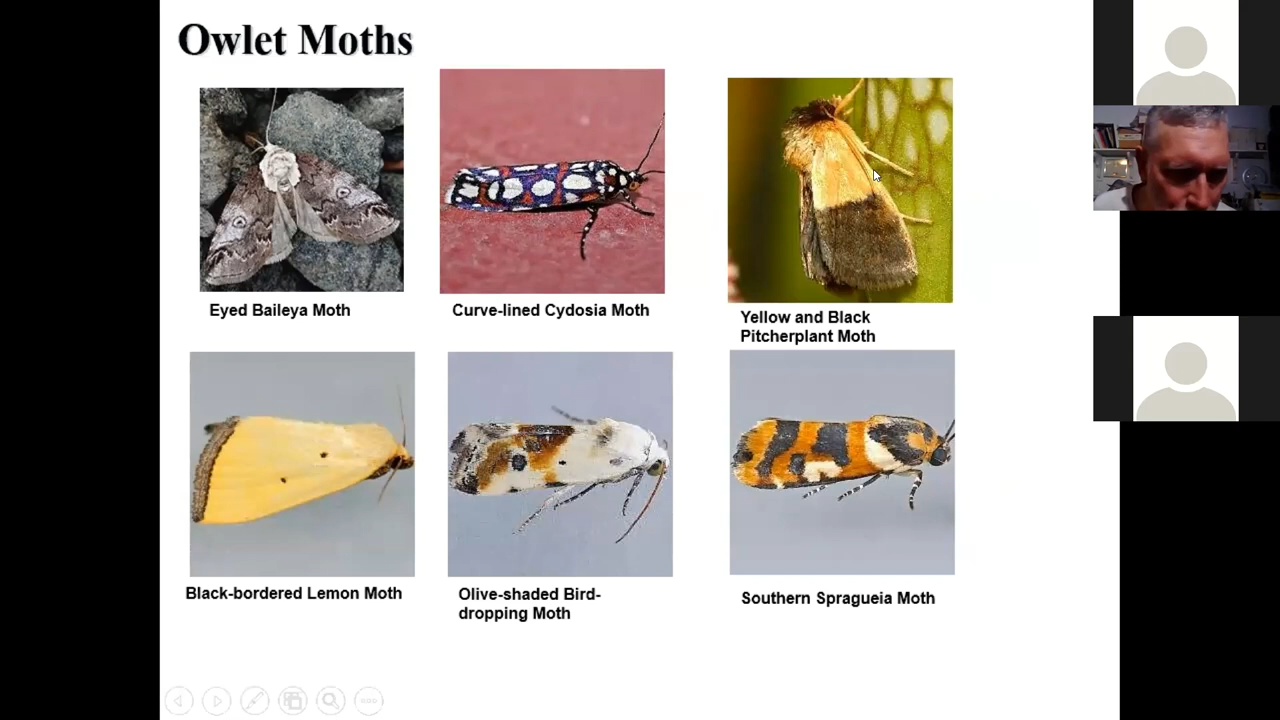 Owlet Moths
Eyed Baileya Moth
Curve-lined Cydosia Moth
Yellow and Black
Pitcherplant Moth
Black-bordered Lemon Moth
Olive-shaded Bird-
dropping Moth
Southern Spragueia Moth